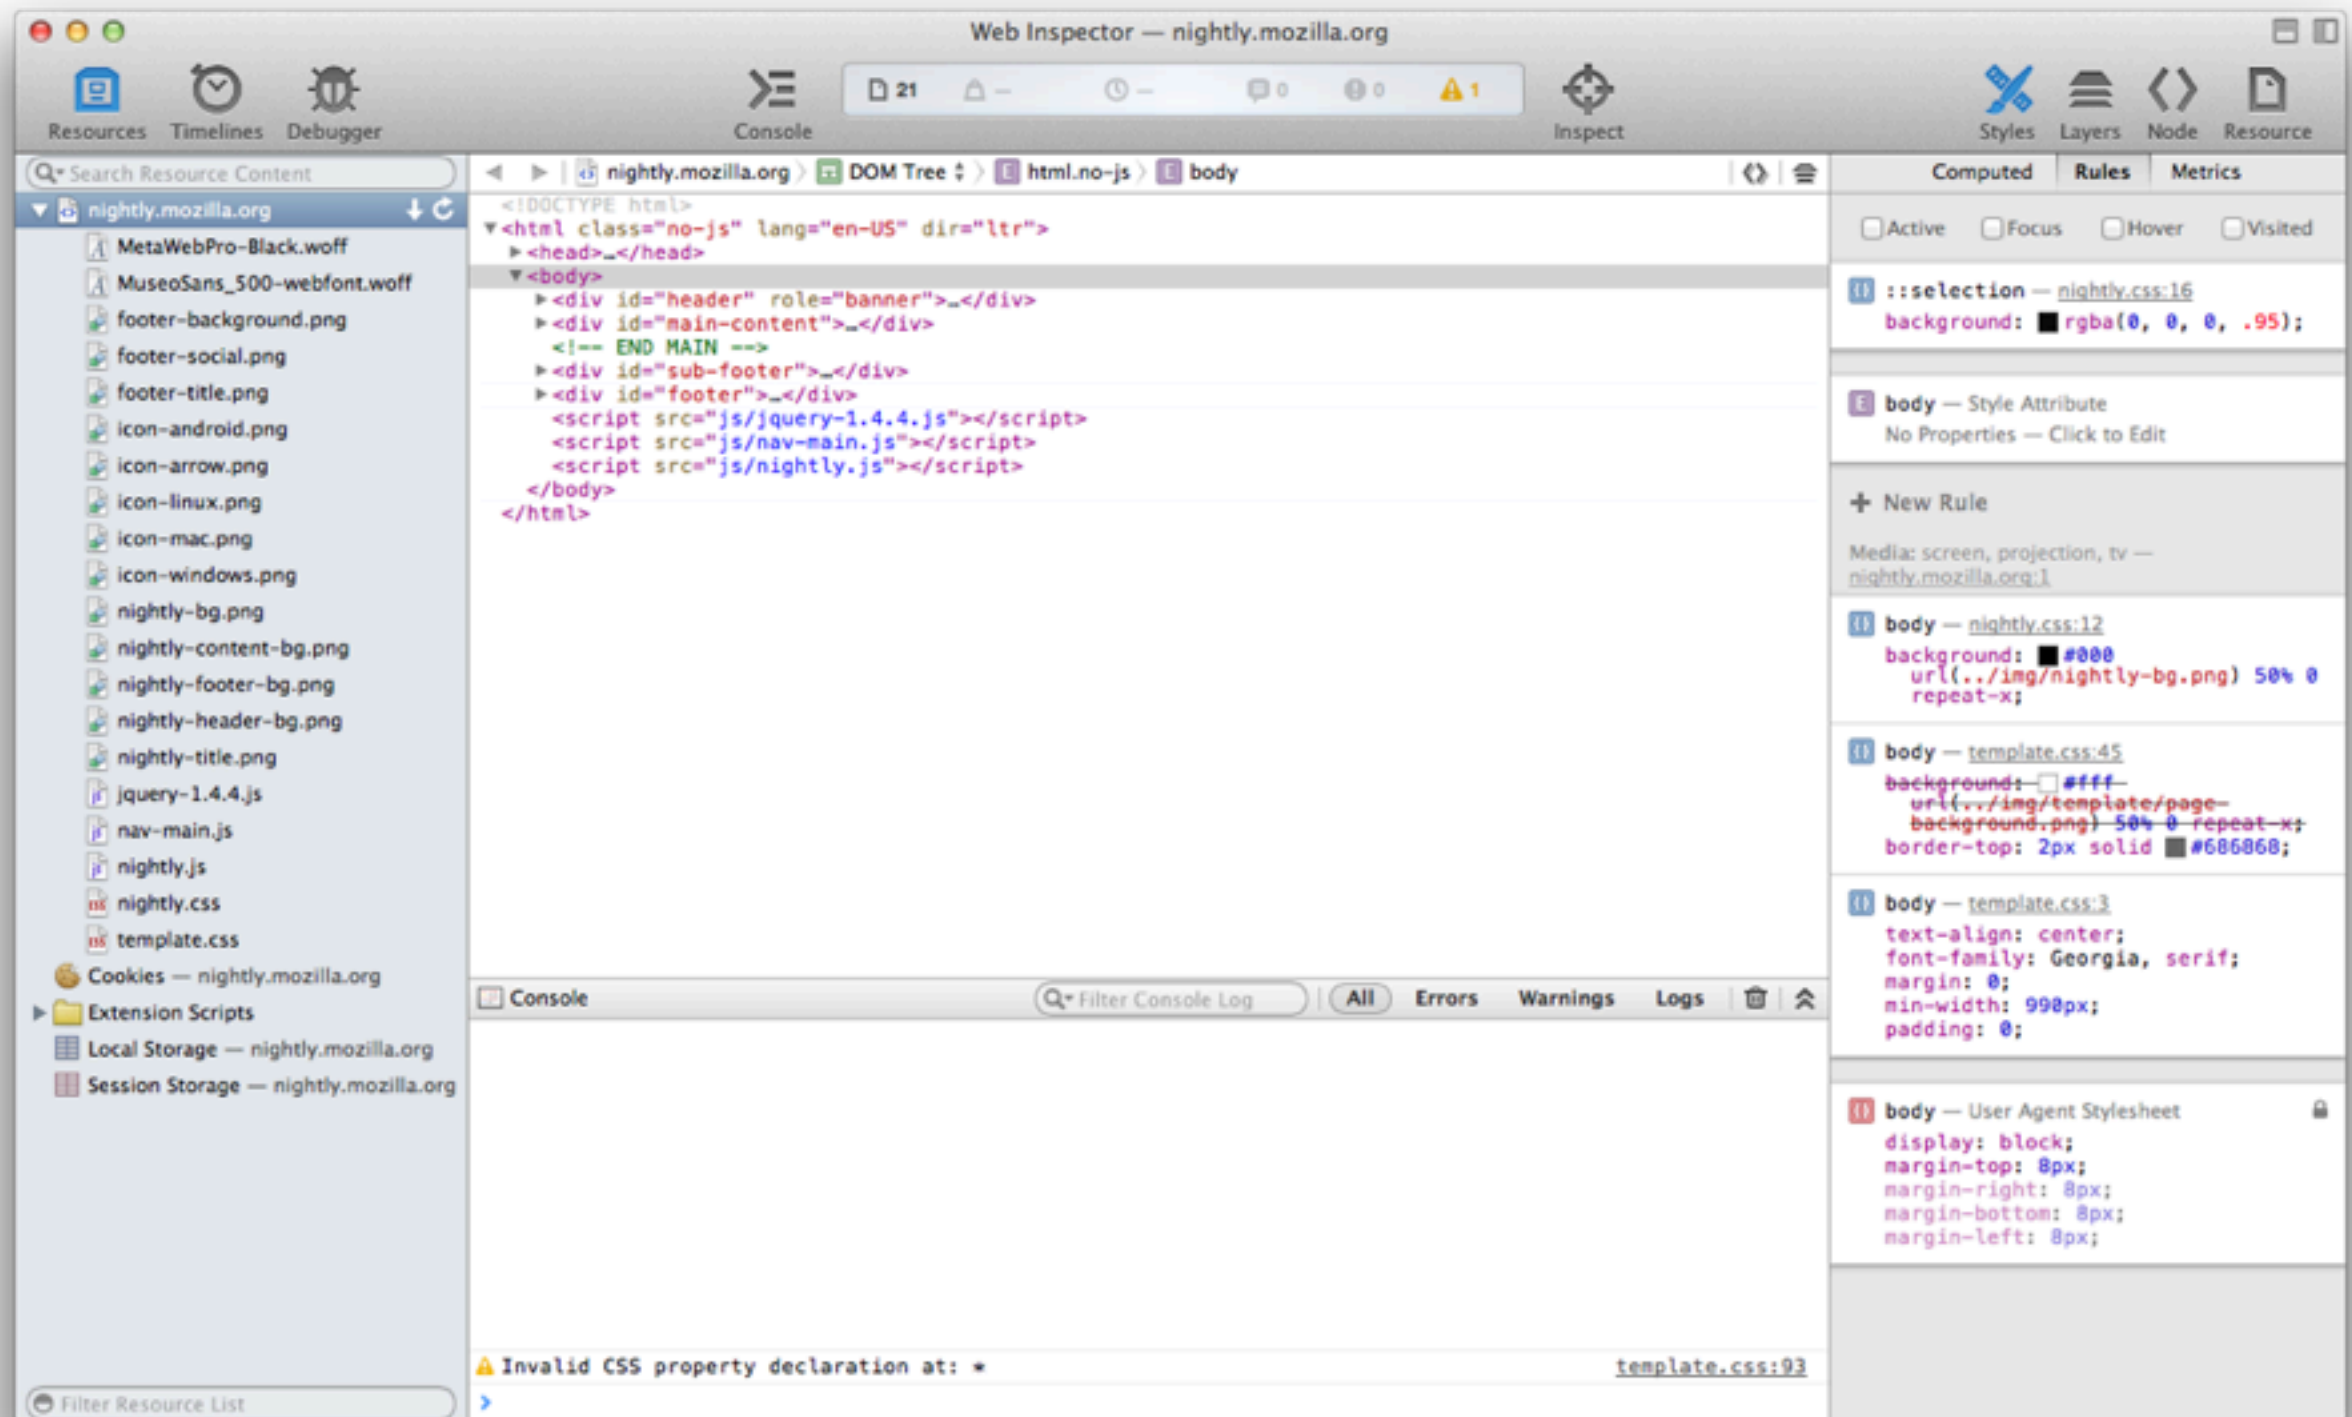 Web Inspector — nightly.mozilla.org
Resources Timelines Debugger
Console
21 — — 0 0 1
Inspect
Styles Layers Node Resource
Search Resource Content
nightly.mozilla.org
MetaWebPro-Black.woff
MuseoSans_500-webfont.woff
footer-background.png
footer-social.png
footer-title.png
icon-android.png
icon-arrow.png
icon-linux.png
icon-mac.png
icon-windows.png
nightly-bg.png
nightly-content-bg.png
nightly-footer-bg.png
nightly-header-bg.png
nightly-title.png
jquery-1.4.4.js
nav-main.js
nightly.js
nightly.css
template.css
Cookies — nightly.mozilla.org
Extension Scripts
Local Storage — nightly.mozilla.org
Session Storage — nightly.mozilla.org
Filter Resource List
nightly.mozilla.org DOM Tree E html.no-js E body
<!DOCTYPE html>
<html class="no-js" lang="en-US" dir="ltr">
<head>…</head>
<body>
<div id="header" role="banner">…</div>
<div id="main-content">…</div>
<!-- END MAIN -->
<div id="sub-footer">…</div>
<div id="footer">…</div>
<script src="js/jquery-1.4.4.js"></script>
<script src="js/nav-main.js"></script>
<script src="js/nightly.js"></script>
</body>
</html>
Console Filter Console Log All Errors Warnings Logs
Invalid CSS property declaration at: * template.css:93
Computed Rules Metrics
Active Focus Hover Visited
::selection — nightly.css:16
background: rgba(0, 0, 0, .95);
E body — Style Attribute
No Properties — Click to Edit
+ New Rule
Media: screen, projection, tv —
nightly.mozilla.org:1
body — nightly.css:12
background: #000
url(../img/nightly-bg.png) 50% 0
repeat-x;
body — template.css:45
background: #fff
url(../img/template/page-
background.png) 50% 0 repeat-x;
border-top: 2px solid #686868;
body — template.css:3
text-align: center;
font-family: Georgia, serif;
margin: 0;
min-width: 990px;
padding: 0;
body — User Agent Stylesheet
display: block;
margin-top: 8px;
margin-right: 8px;
margin-bottom: 8px;
margin-left: 8px;